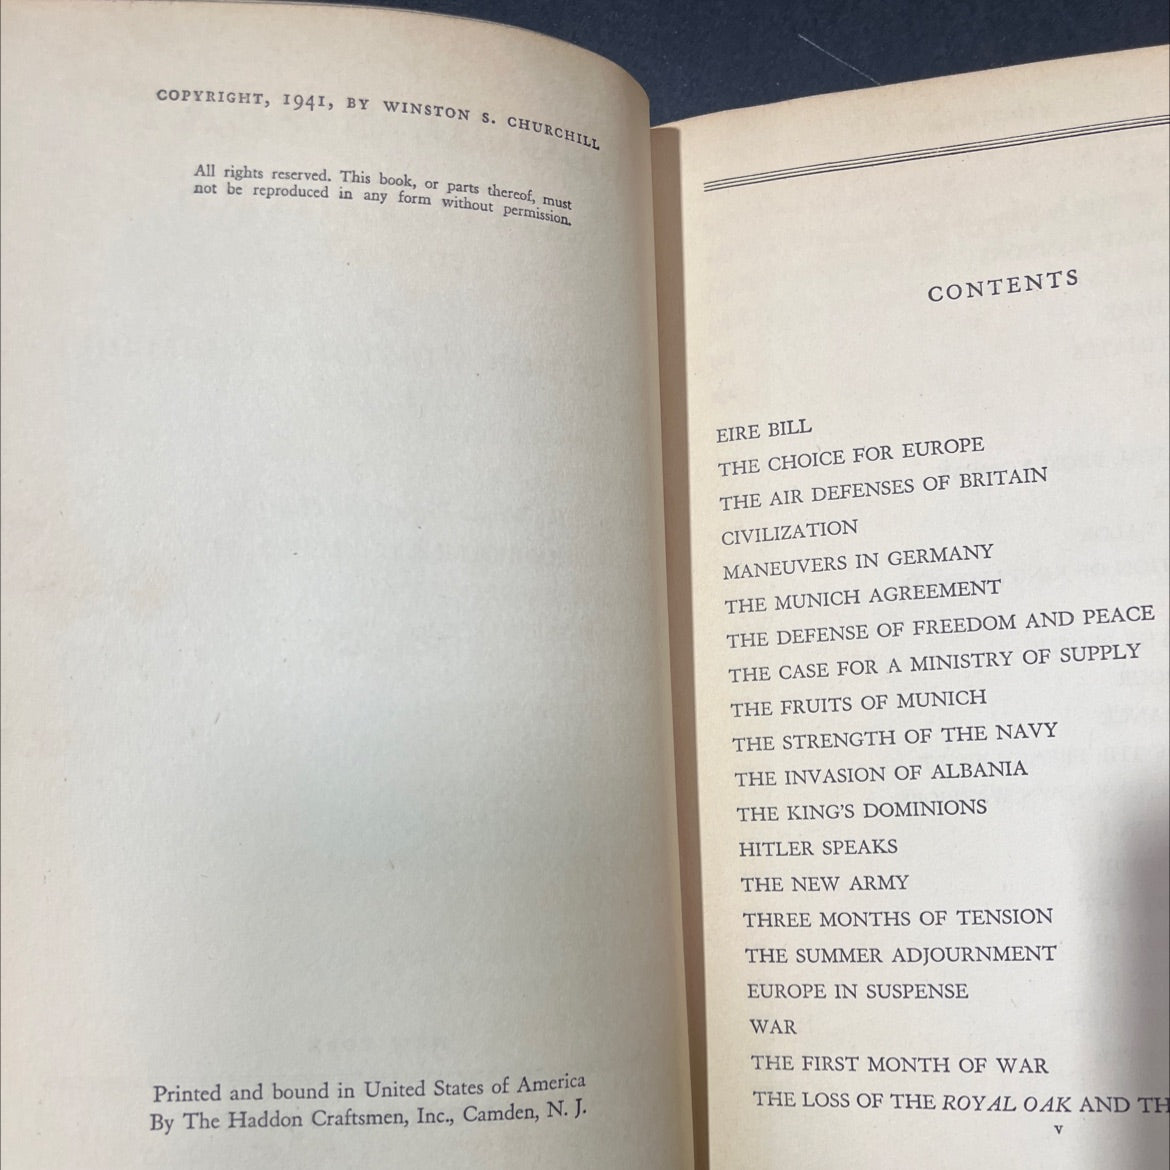 COPYRIGHT, 1941, BY WINSTON S. CHURCHILL
All rights reserved. This book, or parts thereof, must
not be reproduced in any form without permission.
Printed and bound in United States of America
By The Haddon Craftsmen, Inc., Camden, N. J.
CONTENTS
EIRE BILL
THE CHOICE FOR EUROPE
THE AIR DEFENSES OF BRITAIN
CIVILIZATION
MANEUVERS IN GERMANY
THE MUNICH AGREEMENT
THE DEFENSE OF FREEDOM AND PEACE
THE CASE FOR A MINISTRY OF SUPPLY
THE FRUITS OF MUNICH
THE STRENGTH OF THE NAVY
THE INVASION OF ALBANIA
THE KING'S DOMINIONS
HITLER SPEAKS
THE NEW ARMY
THREE MONTHS OF TENSION
THE SUMMER ADJOURNMENT
EUROPE IN SUSPENSE
WAR
THE FIRST MONTH OF WAR
THE LOSS OF THE ROYAL OAK AND TH
v